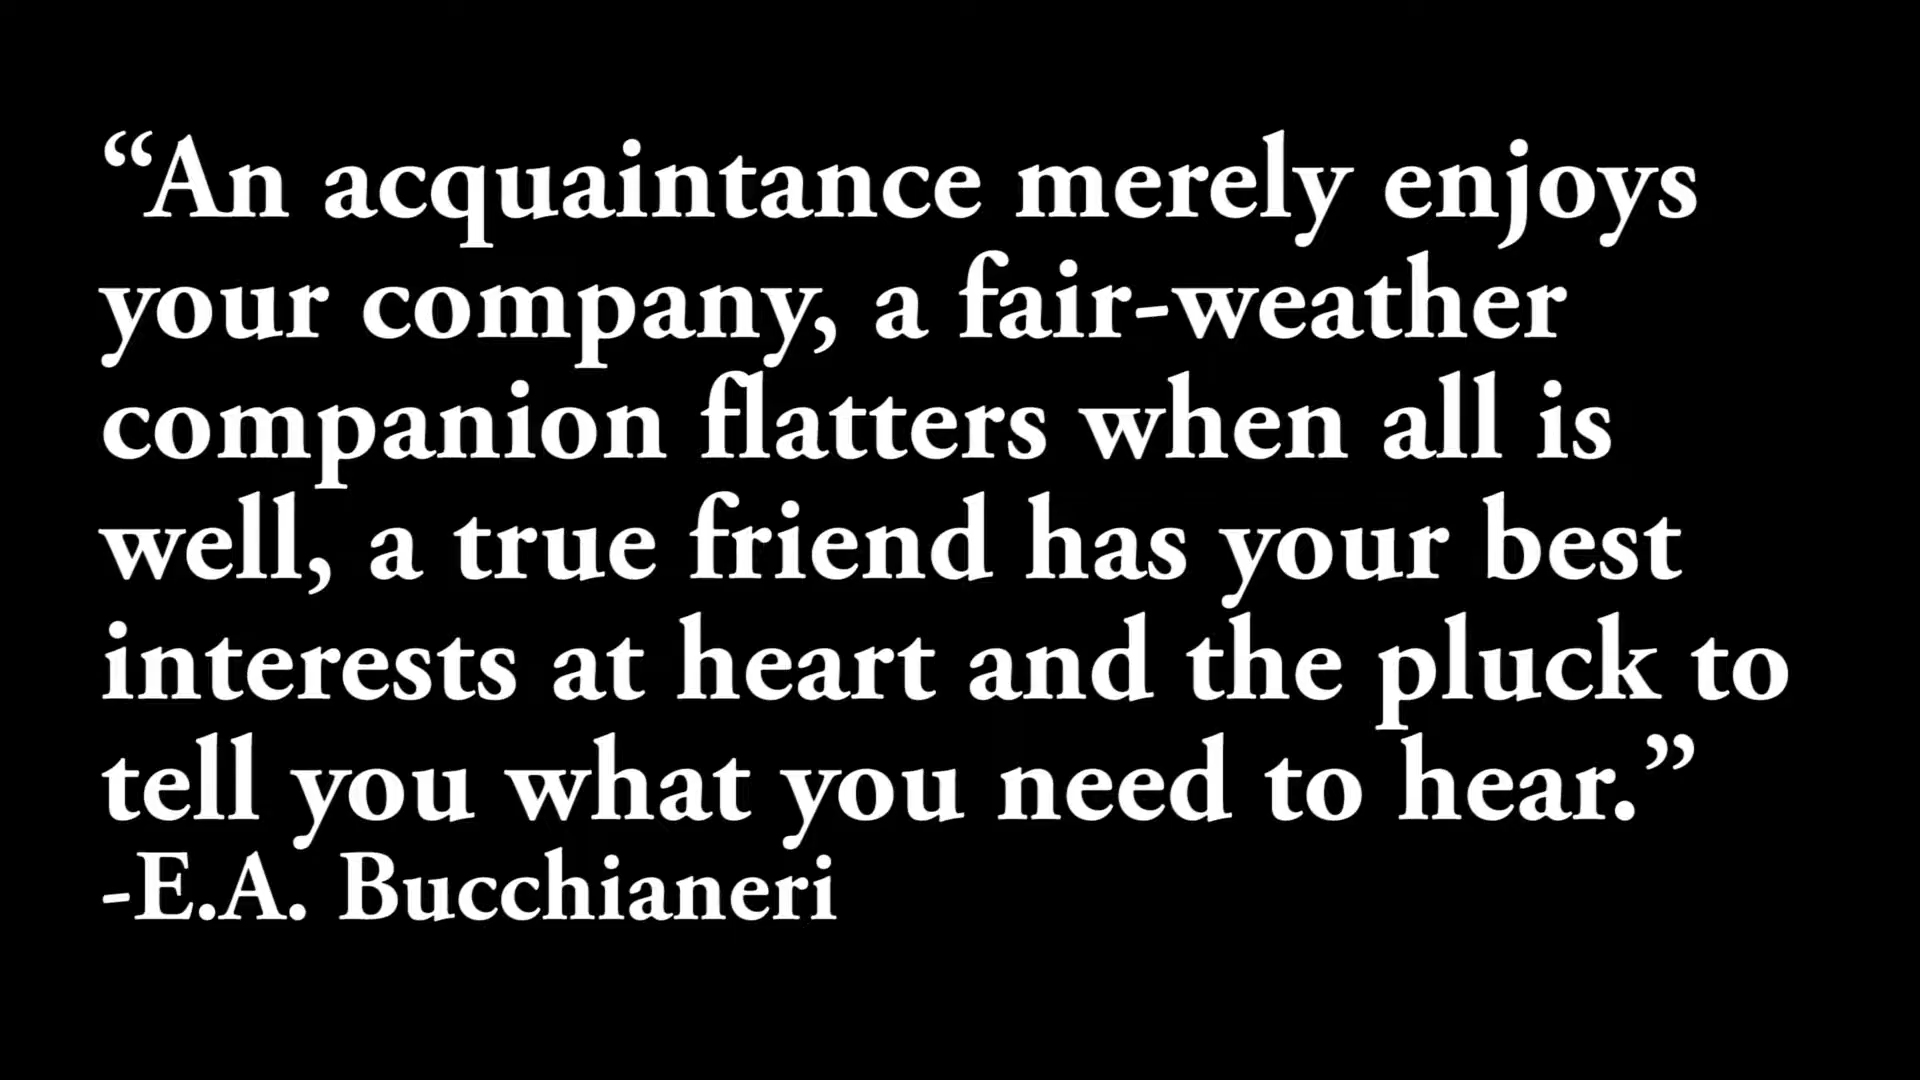 “An acquaintance merely enjoys
your company, a fair-weather
companion flatters when all is
well, a true friend has your best
interests at heart and the pluck to
tell you what you need to hear.”
-E.A. Bucchianeri